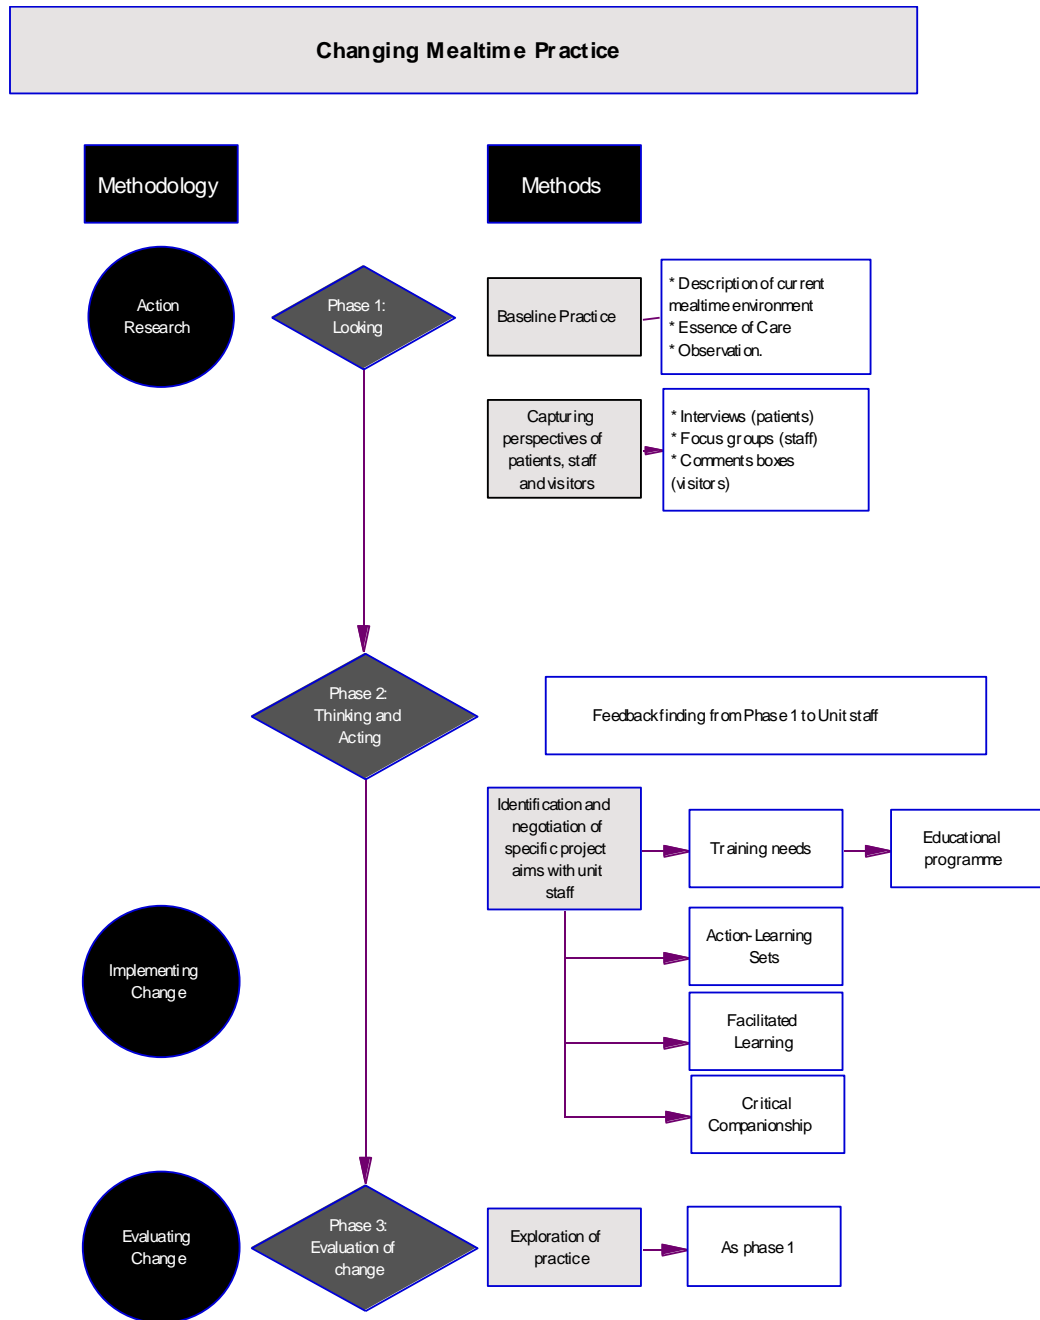 Changing Mealtime Practice
Methodology
Methods
Action
Research
Phase 1:
Looking
Baseline Practice
* Description of current
mealtime environment
* Essence of Care
* Observation.
Capturing
perspectives of
patients, staff
and visitors
* Interviews (patients)
* Focus groups (staff)
* Comments boxes
(visitors)
Phase 2:
Thinking and
Acting
Feedback finding from Phase 1 to Unit staff
Identification and
negotiation of
specific project
aims with unit
staff
Training needs
Educational
programme
Action-Learning
Sets
Implementing
Change
Facilitated
Learning
Critical
Companionship
Evaluating
Change
Phase 3:
Evaluation of
change
Exploration of
practice
As phase 1